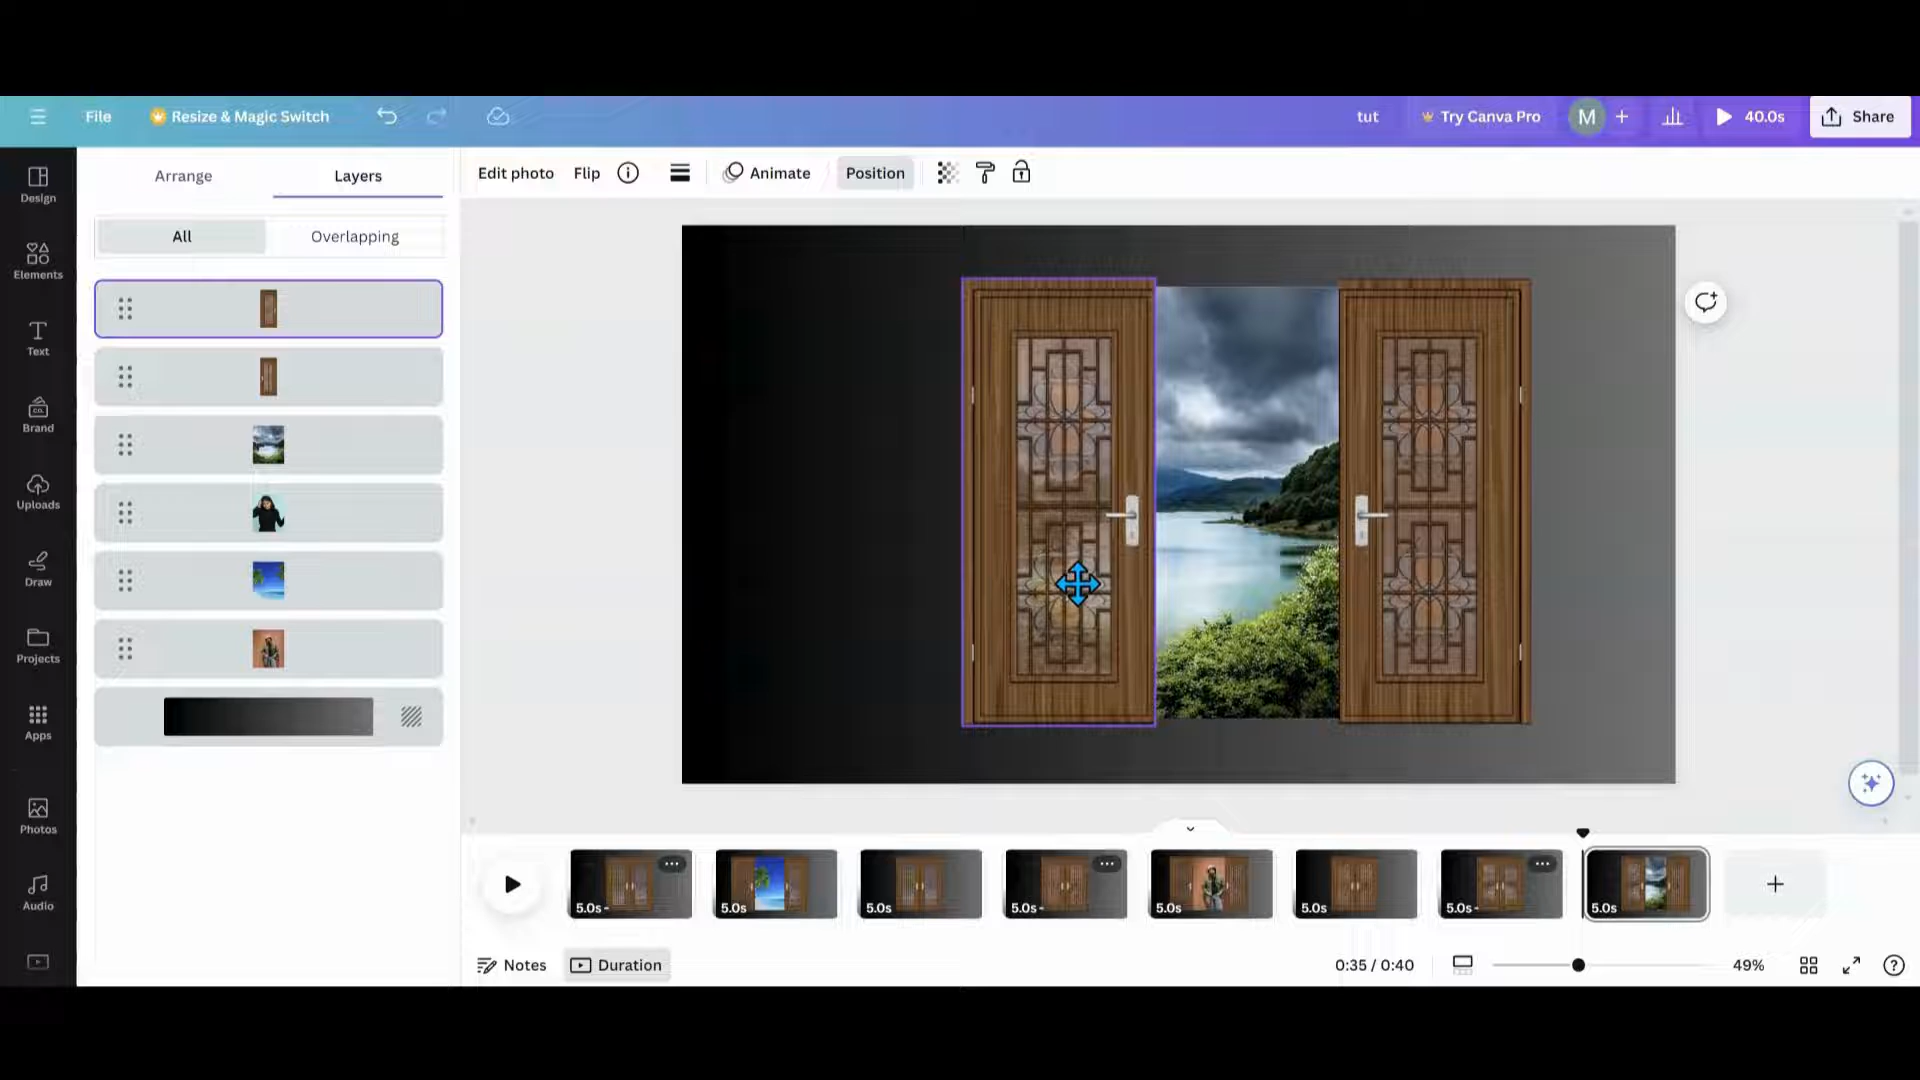 File
Resize & Magic Switch
tut
Try Canva Pro
M
40.0s
Share
Design
Elements
Text
Brand
CO.
Uploads
Draw
Projects
Apps
Photos
Audio
Arrange
Layers
All
Overlapping
Edit photo
Flip
Animate
Position
5.0s
5.0s
5.0s
5.0s
5.0s
5.0s
5.0s
5.0s
Notes
Duration
0:35 / 0:40
49%